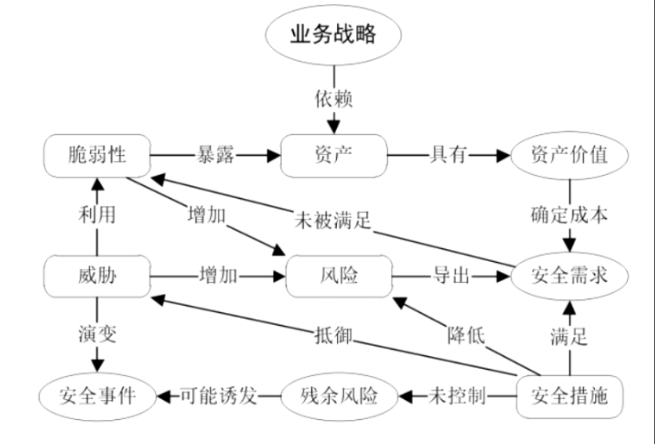 业务战略
依赖
脆弱性
暴露
资产
具有
资产价值
利用
增加
未被满足
确定成本
威胁
增加
风险
导出
安全需求
演变
抵御
降低
满足
安全事件
可能诱发
残余风险
未控制
安全措施